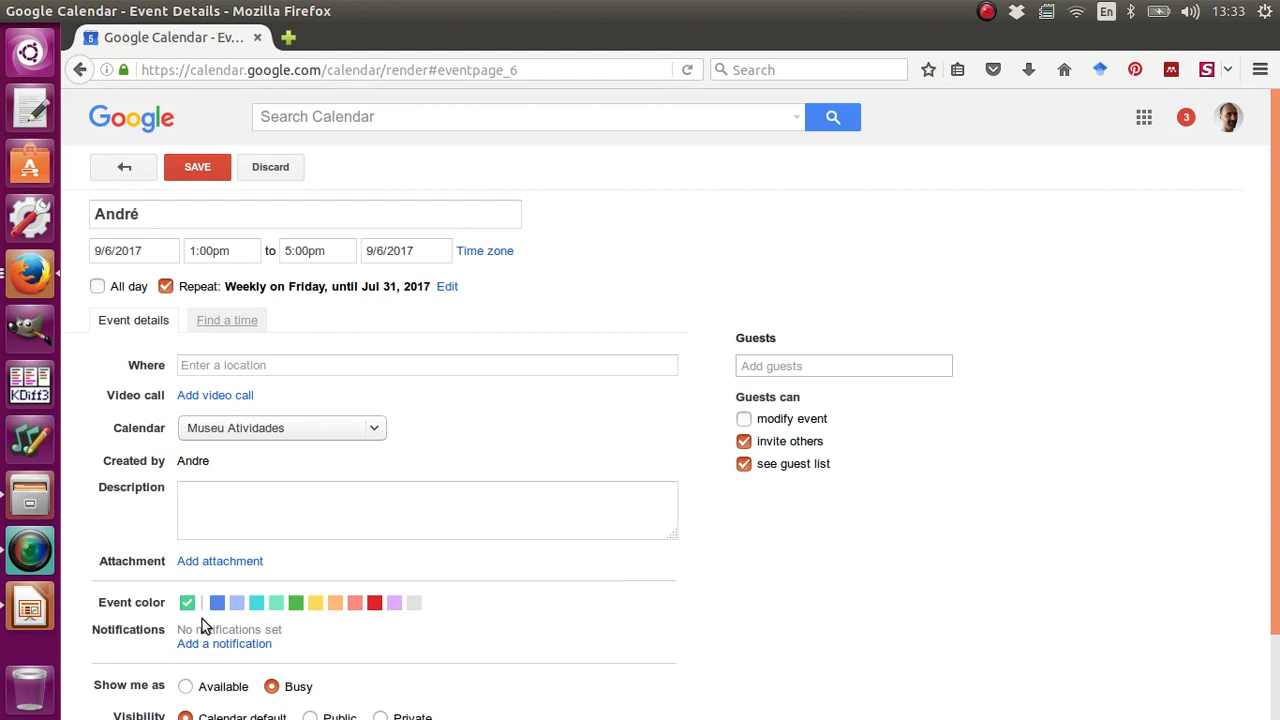 Google Calendar - Event Details - Mozilla Firefox
En
13:33
5 Google Calendar - Ev...
https://calendar.google.com/calendar/render#eventpage_6
Search
S
Google
Search Calendar
3
SAVE
Discard
André
9/6/2017 1:00pm to 5:00pm 9/6/2017 Time zone
All day Repeat: Weekly on Friday, until Jul 31, 2017 Edit
Event details Find a time
Where Enter a location
Video call Add video call
Calendar Museu Atividades
Created by Andre
Description
Attachment Add attachment
Event color
Notifications No notifications set
Add a notification
Show me as Available Busy
Visibility Calendar default Public Private
Guests
Add guests
Guests can
modify event
invite others
see guest list
KDiff3